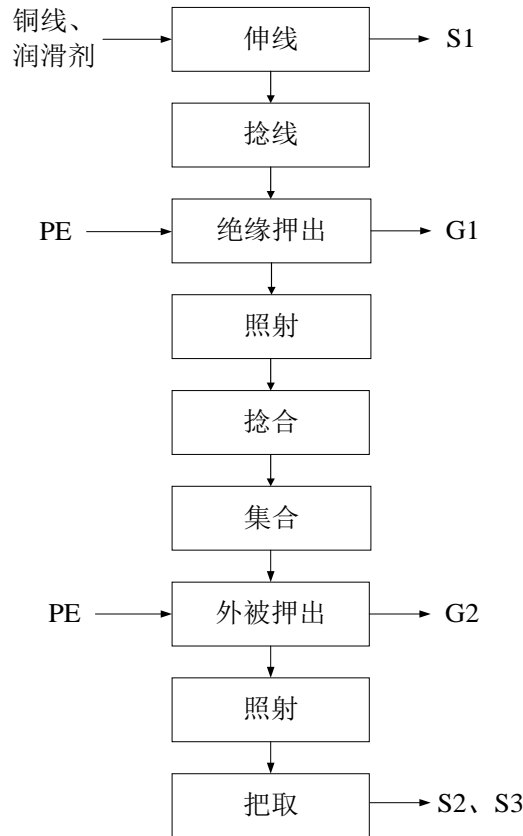 铜线、
润滑剂
伸线
S1
捻线
PE
绝缘押出
G1
照射
捻合
集合
PE
外被押出
G2
照射
把取
S2、S3